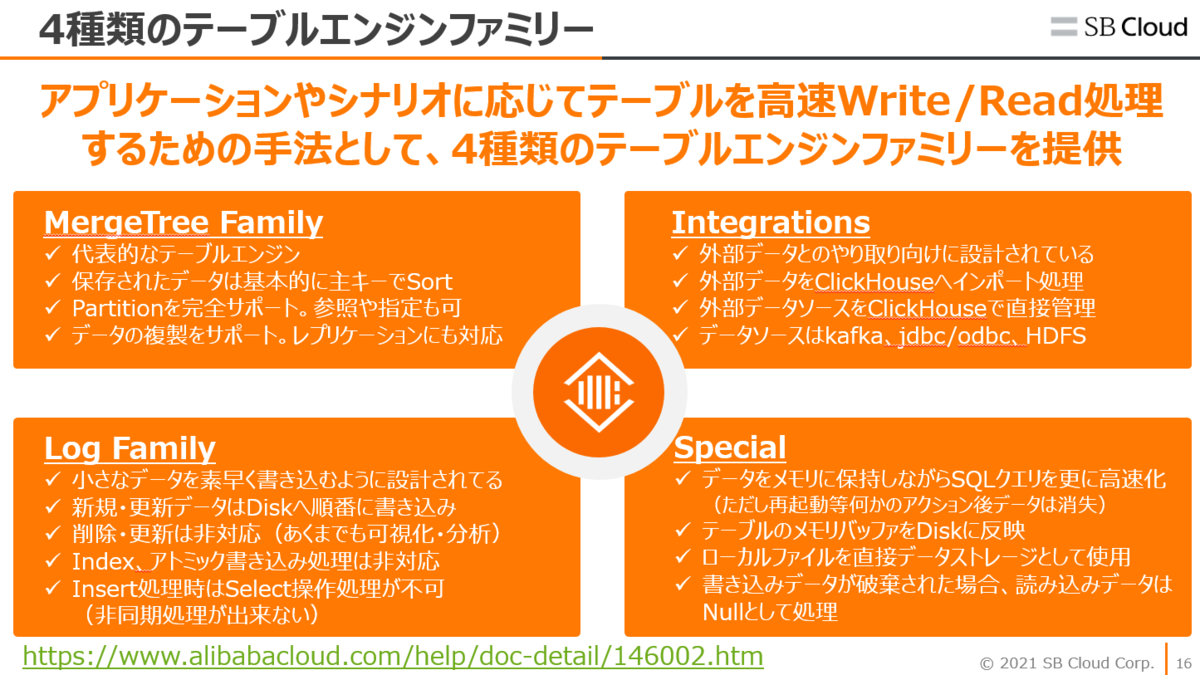 4種類のテーブルエンジンファミリー
SB Cloud
アプリケーションやシナリオに応じてテーブルを高速Write/Read処理
するための手法として、4種類のテーブルエンジンファミリーを提供
MergeTree Family
✓ 代表的なテーブルエンジン
✓ 保存されたデータは基本的に主キーでSort
✓ Partitionを完全サポート。参照や指定も可
✓ データの複製をサポート。レプリケーションにも対応
Integrations
✓ 外部データとのやり取り向けに設計されている
✓ 外部データをClickHouseへインポート処理
✓ 外部データソースをClickHouseで直接管理
✓ データソースはkafka、jdbc/odbc、HDFS
Log Family
✓ 小さなデータを素早く書き込むように設計されてる
✓ 新規・更新データはDiskへ順番に書き込み
✓ 削除・更新は非対応（あくまでも可視化・分析）
✓ Index、アトミック書き込み処理は非対応
✓ Insert処理時はSelect操作処理が不可
（非同期処理が出来ない）
Special
✓ データをメモリに保持しながらSQLクエリを更に高速化
（ただし再起動等何かのアクション後データは消失）
✓ テーブルのメモリバッファをDiskに反映
✓ ローカルファイルを直接データストレージとして使用
✓ 書き込みデータが破棄された場合、読み込みデータは
Nullとして処理
https://www.alibabacloud.com/help/doc-detail/146002.htm
© 2021 SB Cloud Corp.
16